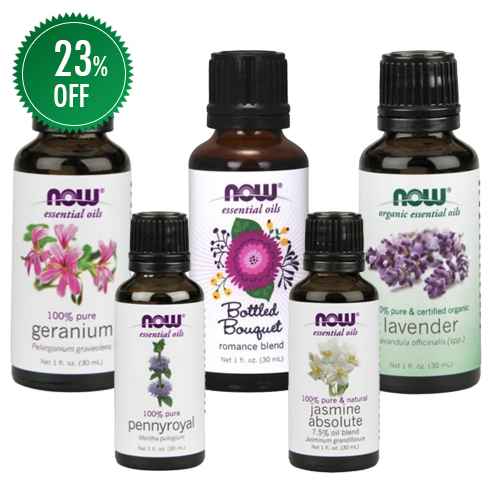 23%
OFF
NOW®
essential oils
100% pure
geranium
Pelargonium graveolens
Net 1 fl. oz. (30 mL)
NOW®
essential oils
Bottled
Bouquet
romance blend
Net 1 fl. oz. (30 mL)
NOW®
organic essential oils
% pure & certified organic
lavender
Lavandula officinalis (spp.)
Net 1 fl. oz. (30 mL)
NOW®
essential oils
100% pure
pennyroyal
Mentha pulegium
Net 1 fl. oz. (30 mL)
NOW®
essential oils
100% pure & natural
jasmine
absolute
7.5% oil blend
Jasminum grandiflorum
Net 1 fl. oz. (30 mL)